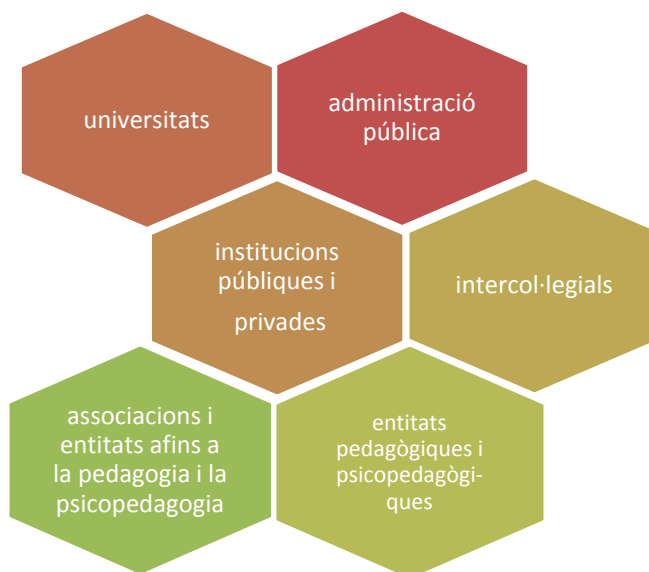 universitats
administració
pública
institucions
públiques i
privades
intercol·legials
associacions i
entitats afins a
la pedagogia i la
psicopedagogia
entitats
pedagògiques i
psicopedagògi-
ques